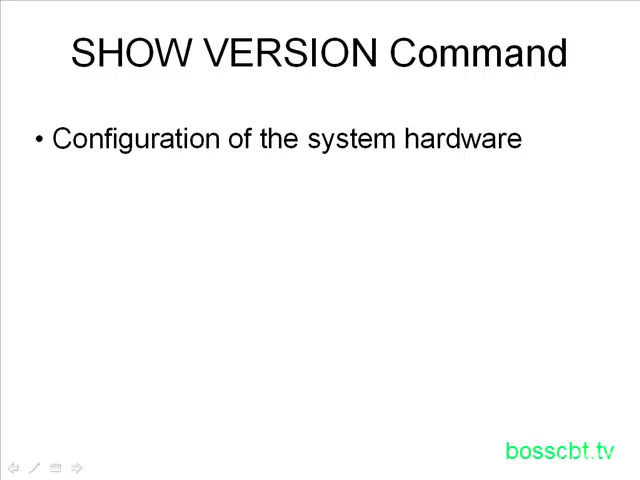 SHOW VERSION Command
• Configuration of the system hardware
bosscbt.tv